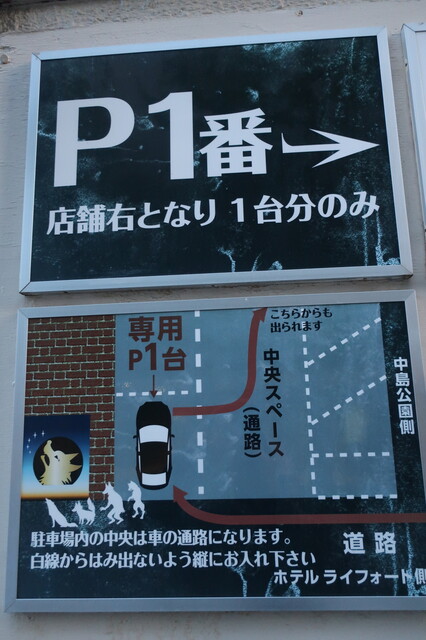 P1番
店舗右となり 1台分のみ
専用
P1台
こちらからも
出られます
中央スペース
(通路)
中島公園側
駐車場内の中央は車の通路になります。
白線からはみ出ないよう縦にお入れ下さい
道路
ホテル ライフォート側